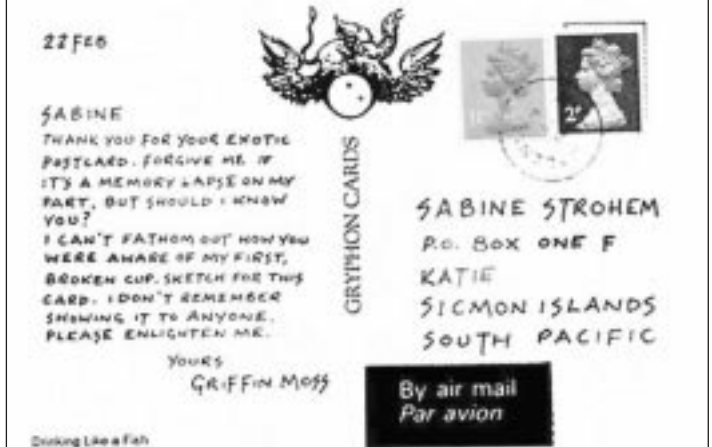 22 FEB
SABINE
THANK YOU FOR YOUR EXOTIC
POSTCARD. FORGIVE ME IF
IT'S A MEMORY LAPSE ON MY
PART, BUT SHOULD I KNOW
YOU?
I CAN'T FATHOM OUT HOW YOU
WERE AWARE OF MY FIRST,
BROKEN CUP. SKETCH FOR THIS
CARD. I DON'T REMEMBER
SHOWING IT TO ANYONE.
PLEASE ENLIGHTEN ME.
YOURS
GRIFFIN MOSS
Drinking Like a Fish
GRYPHON CARDS
2P
SABINE STROHEM
P.O. BOX ONE F
KATIE
SICMON ISLANDS
SOUTH PACIFIC
By air mail
Par avion